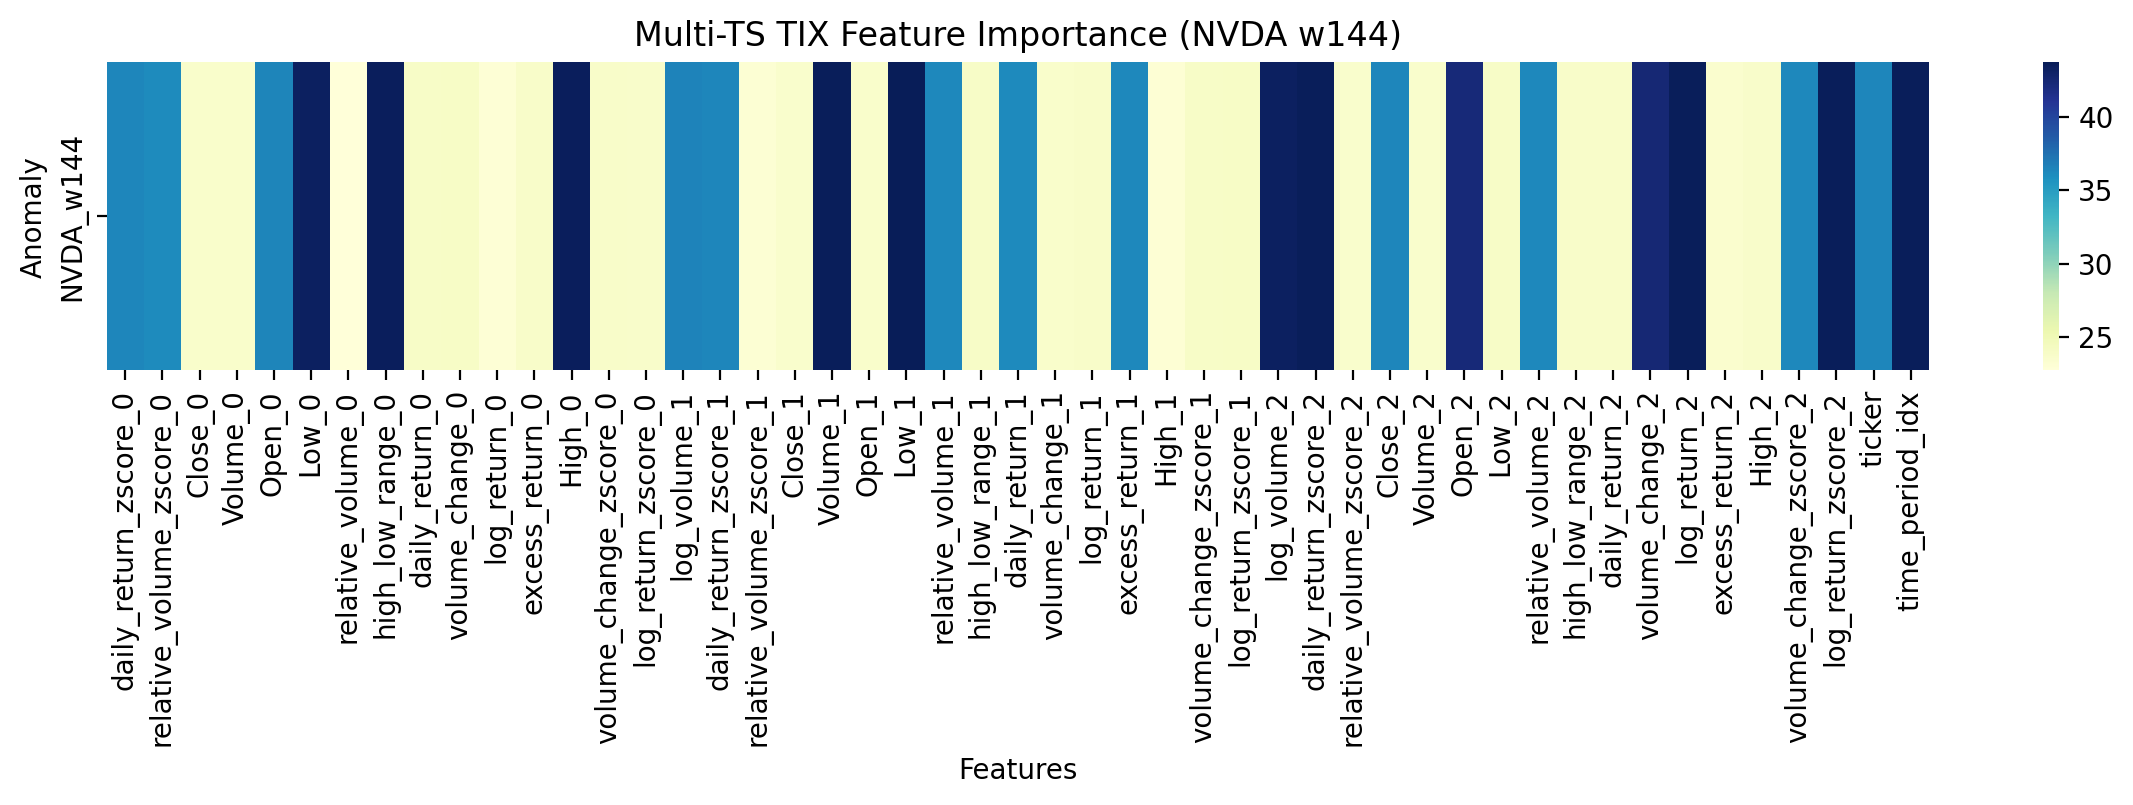 Multi-TS TIX Feature Importance (NVDA w144)
Anomaly
NVDA_w144
40
35
30
25
daily_return_zscore_0
relative_volume_zscore_0
Close_0
Volume_0
Open_0
Low_0
relative_volume_0
high_low_range_0
daily_return_0
volume_change_0
log_return_0
excess_return_0
High_0
volume_change_zscore_0
log_return_zscore_0
log_volume_1
daily_return_zscore_1
relative_volume_zscore_1
Close_1
Volume_1
Open_1
Low_1
relative_volume_1
high_low_range_1
daily_return_1
volume_change_1
log_return_1
excess_return_1
High_1
volume_change_zscore_1
log_return_zscore_1
log_volume_2
daily_return_zscore_2
relative_volume_zscore_2
Close_2
Volume_2
Open_2
Low_2
relative_volume_2
high_low_range_2
daily_return_2
volume_change_2
log_return_2
excess_return_2
High_2
volume_change_zscore_2
log_return_zscore_2
ticker
time_period_idx
Features